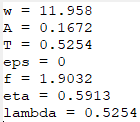 w = 11.958
A = 0.1672
T = 0.5254
eps = 0
f = 1.9032
eta = 0.5913
lambda = 0.5254